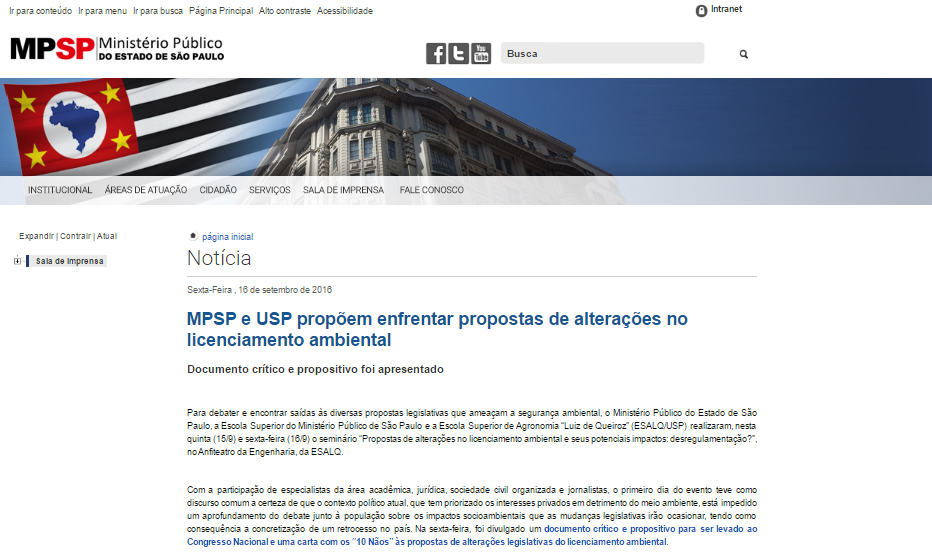 Ir para conteúdo Ir para menu Ir para busca Página Principal Alto contraste Acessibilidade
Intranet
MPSP Ministério Público
DO ESTADO DE SÃO PAULO
f t You Tube Busca
INSTITUCIONAL ÁREAS DE ATUAÇÃO CIDADÃO SERVIÇOS SALA DE IMPRENSA FALE CONOSCO
Expandir | Contrair | Atual
Sala de Imprensa
página inicial
Notícia
Sexta-Feira , 16 de setembro de 2016
MPSP e USP propõem enfrentar propostas de alterações no
licenciamento ambiental
Documento crítico e propositivo foi apresentado
Para debater e encontrar saídas às diversas propostas legislativas que ameaçam a segurança ambiental, o Ministério Público do Estado de São
Paulo, a Escola Superior do Ministério Público de São Paulo e a Escola Superior de Agronomia “Luiz de Queiroz” (ESALQ/USP) realizaram, nesta
quinta (15/9) e sexta-feira (16/9) o seminário “Propostas de alterações no licenciamento ambiental e seus potenciais impactos: desregulamentação?”,
no Anfiteatro da Engenharia, da ESALQ.
Com a participação de especialistas da área acadêmica, jurídica, sociedade civil organizada e jornalistas, o primeiro dia do evento teve como
discurso comum a certeza de que o contexto político atual, que tem priorizado os interesses privados em detrimento do meio ambiente, está impedido
um aprofundamento do debate junto à população sobre os impactos socioambientais que as mudanças legislativas irão ocasionar, tendo como
consequência a concretização de um retrocesso no país. Na sexta-feira, foi divulgado um documento crítico e propositivo para ser levado ao
Congresso Nacional e uma carta com os “10 Nãos” às propostas de alterações legislativas do licenciamento ambiental.